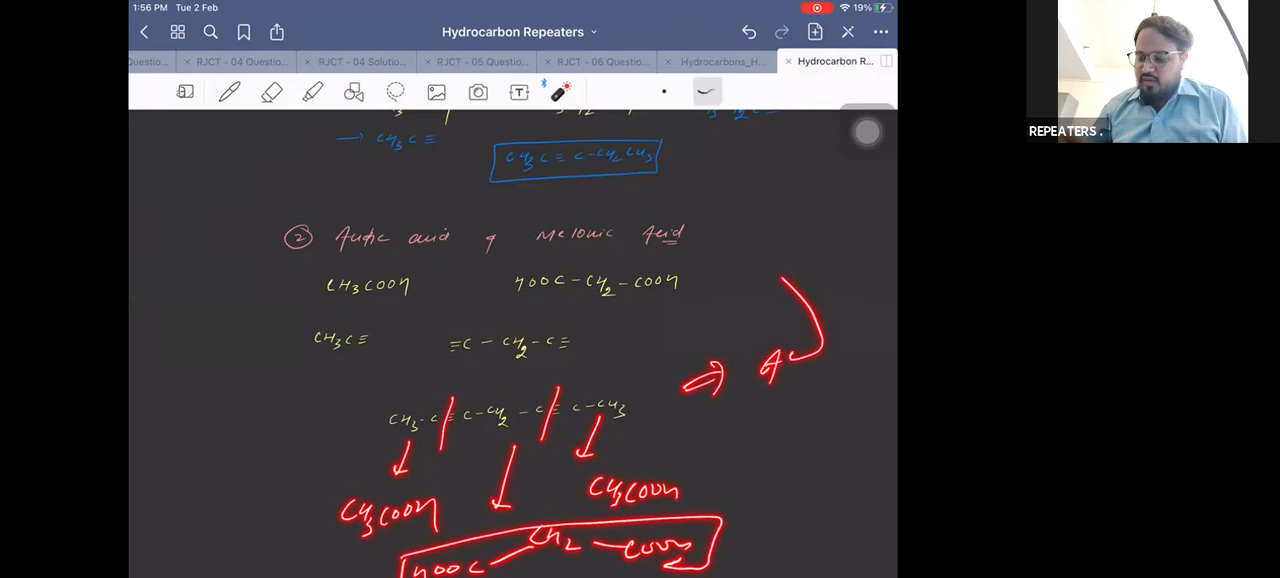 1:56 PM Tue 2 Feb
19%
Hydrocarbon Repeaters
Questio...
RJCT - 04 Questio...
RJCT - 04 Solutio...
RJCT - 05 Questio...
RJCT - 06 Questio...
Hydrocarbons_H...
Hydrocarbon R...
T
REPEATERS .
→ CH3C≡
CH3C≡C-CH2CH3
② acid & Malonic Acid
CH3COOH HOOC-CH2-COOH
CH3C≡ ≡C-CH2-C≡
⇒ A
CH3-C≡C-CH2-C≡C-CH3
CH3COOH
CH3COOH
HOOC-CH2-COOH